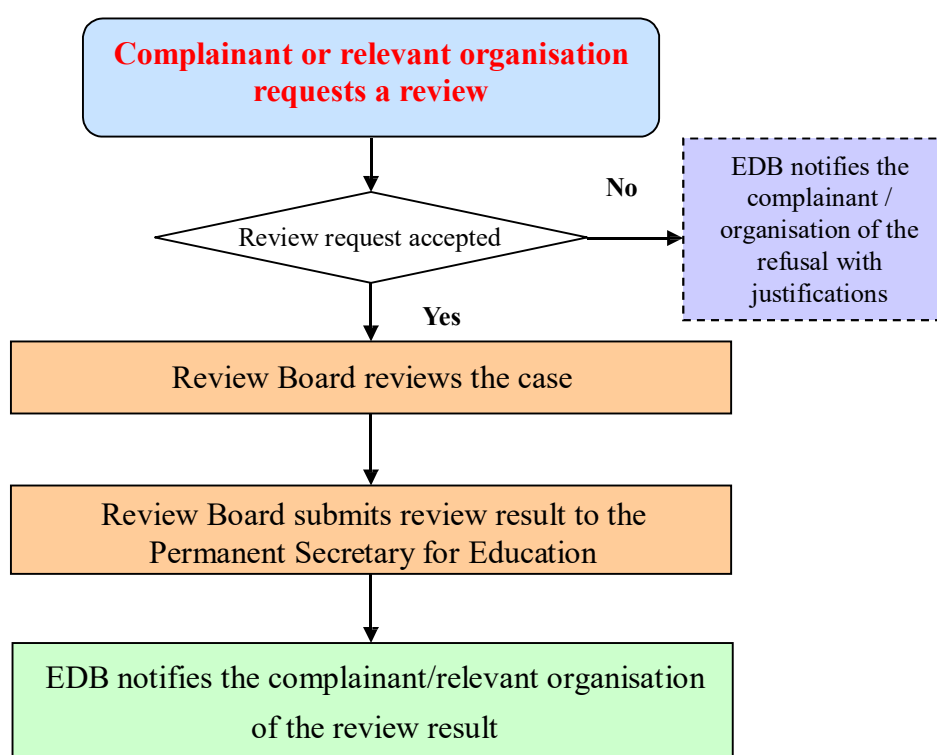 Complainant or relevant organisation
requests a review
No
EDB notifies the
complainant /
organisation of the
refusal with
justifications
Review request accepted
Yes
Review Board reviews the case
Review Board submits review result to the
Permanent Secretary for Education
EDB notifies the complainant/relevant organisation
of the review result